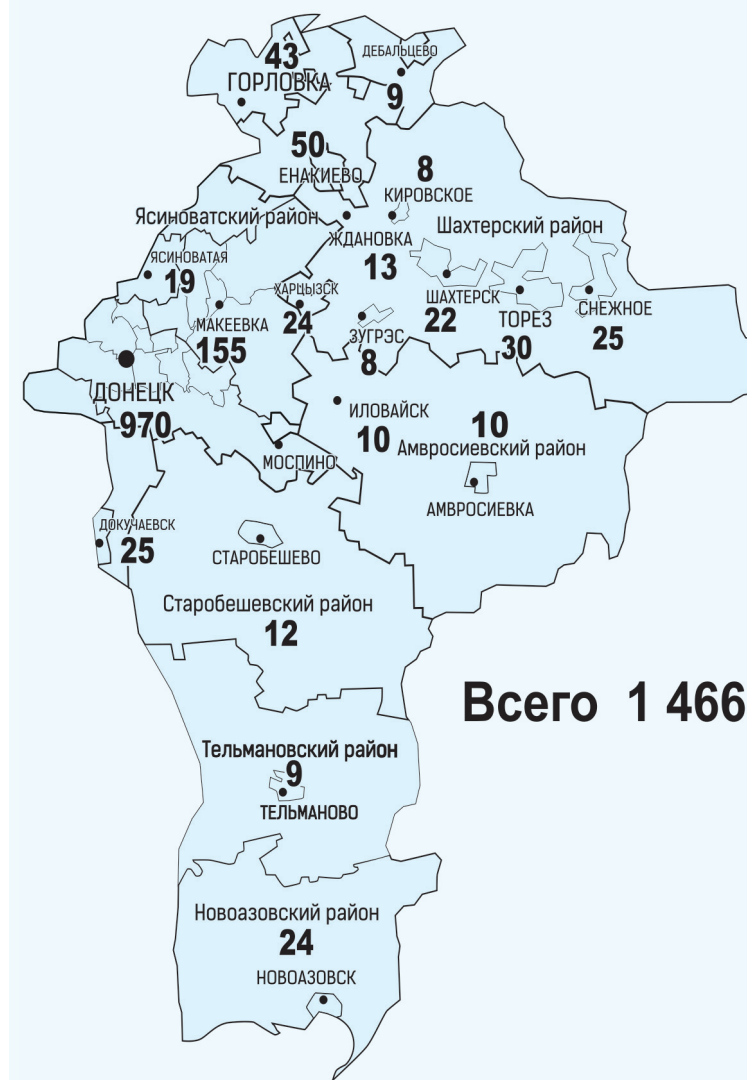 43
ГОРЛОВКА
ДЕБАЛЬЦЕВО
9
50
ЕНАКИЕВО
8
КИРОВСКОЕ
Ясиноватский район
ЖДАНОВКА
13
Шахтерский район
ЯСИНОВАТАЯ
19
МАКЕЕВКА
155
ХАРЦЫЗСК
24
ЗУГРЭС
8
ШАХТЕРСК
22
ТОРЕЗ
30
СНЕЖНОЕ
25
ДОНЕЦК
970
ИЛОВАЙСК
10
10
Амвросиевский район
АМВРОСИЕВКА
МОСПИНО
ДОКУЧАЕВСК
25
СТАРОБЕШЕВО
Старобешевский район
12
Всего 1 466
Тельмановский район
9
ТЕЛЬМАНОВО
Новоазовский район
24
НОВОАЗОВСК